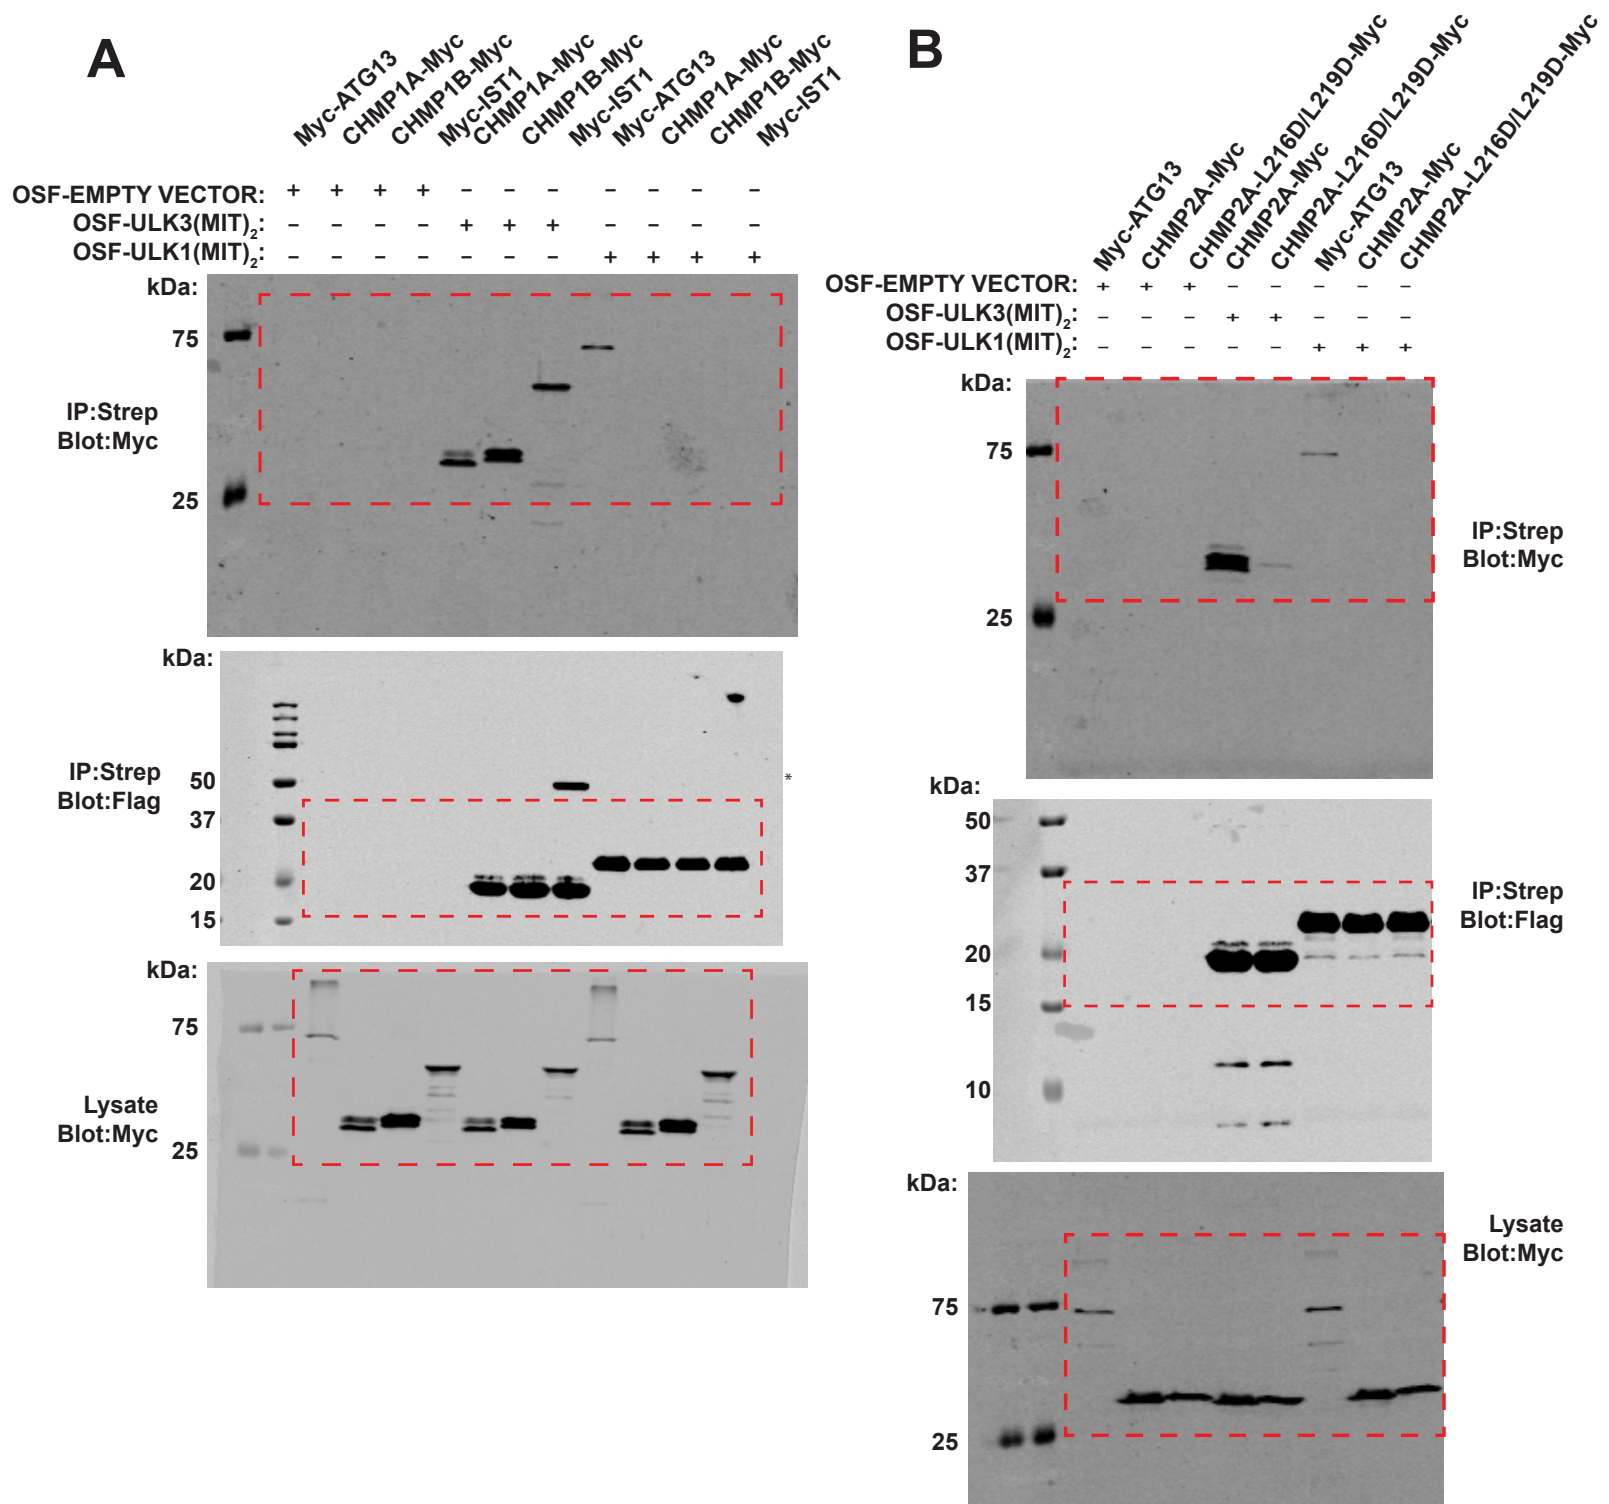 A
Myc-ATG13
CHMP1A-Myc
CHMP1B-Myc
Myc-IST1
CHMP1A-Myc
CHMP1B-Myc
Myc-IST1
Myc-ATG13
CHMP1A-Myc
CHMP1B-Myc
Myc-IST1
OSF-EMPTY VECTOR: + + + + – – – – – – –
OSF-ULK3(MIT)2: – – – – + + + – – – –
OSF-ULK1(MIT)2: – – – – – – – + + + +
kDa:
75
IP:Strep
Blot:Myc
25
kDa:
IP:Strep
Blot:Flag
50
*
37
20
15
kDa:
75
Lysate
Blot:Myc
25
B
Myc-ATG13
CHMP2A-Myc
CHMP2A-L216D/L219D-Myc
CHMP2A-Myc
CHMP2A-L216D/L219D-Myc
Myc-ATG13
CHMP2A-Myc
CHMP2A-L216D/L219D-Myc
OSF-EMPTY VECTOR: + + + – – – – –
OSF-ULK3(MIT)2: – – – + + – – –
OSF-ULK1(MIT)2: – – – – – + + +
kDa:
75
IP:Strep
Blot:Myc
25
kDa:
50
37
IP:Strep
Blot:Flag
20
15
10
kDa:
Lysate
Blot:Myc
75
25